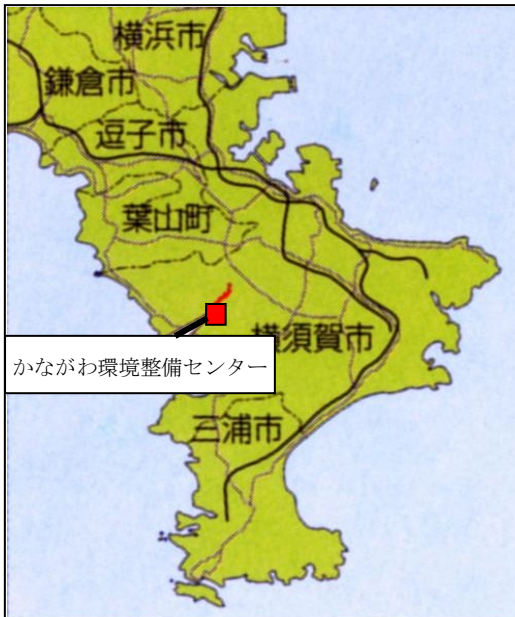 横浜市
鎌倉市
逗子市
葉山町
横須賀市
かながわ環境整備センター
三浦市